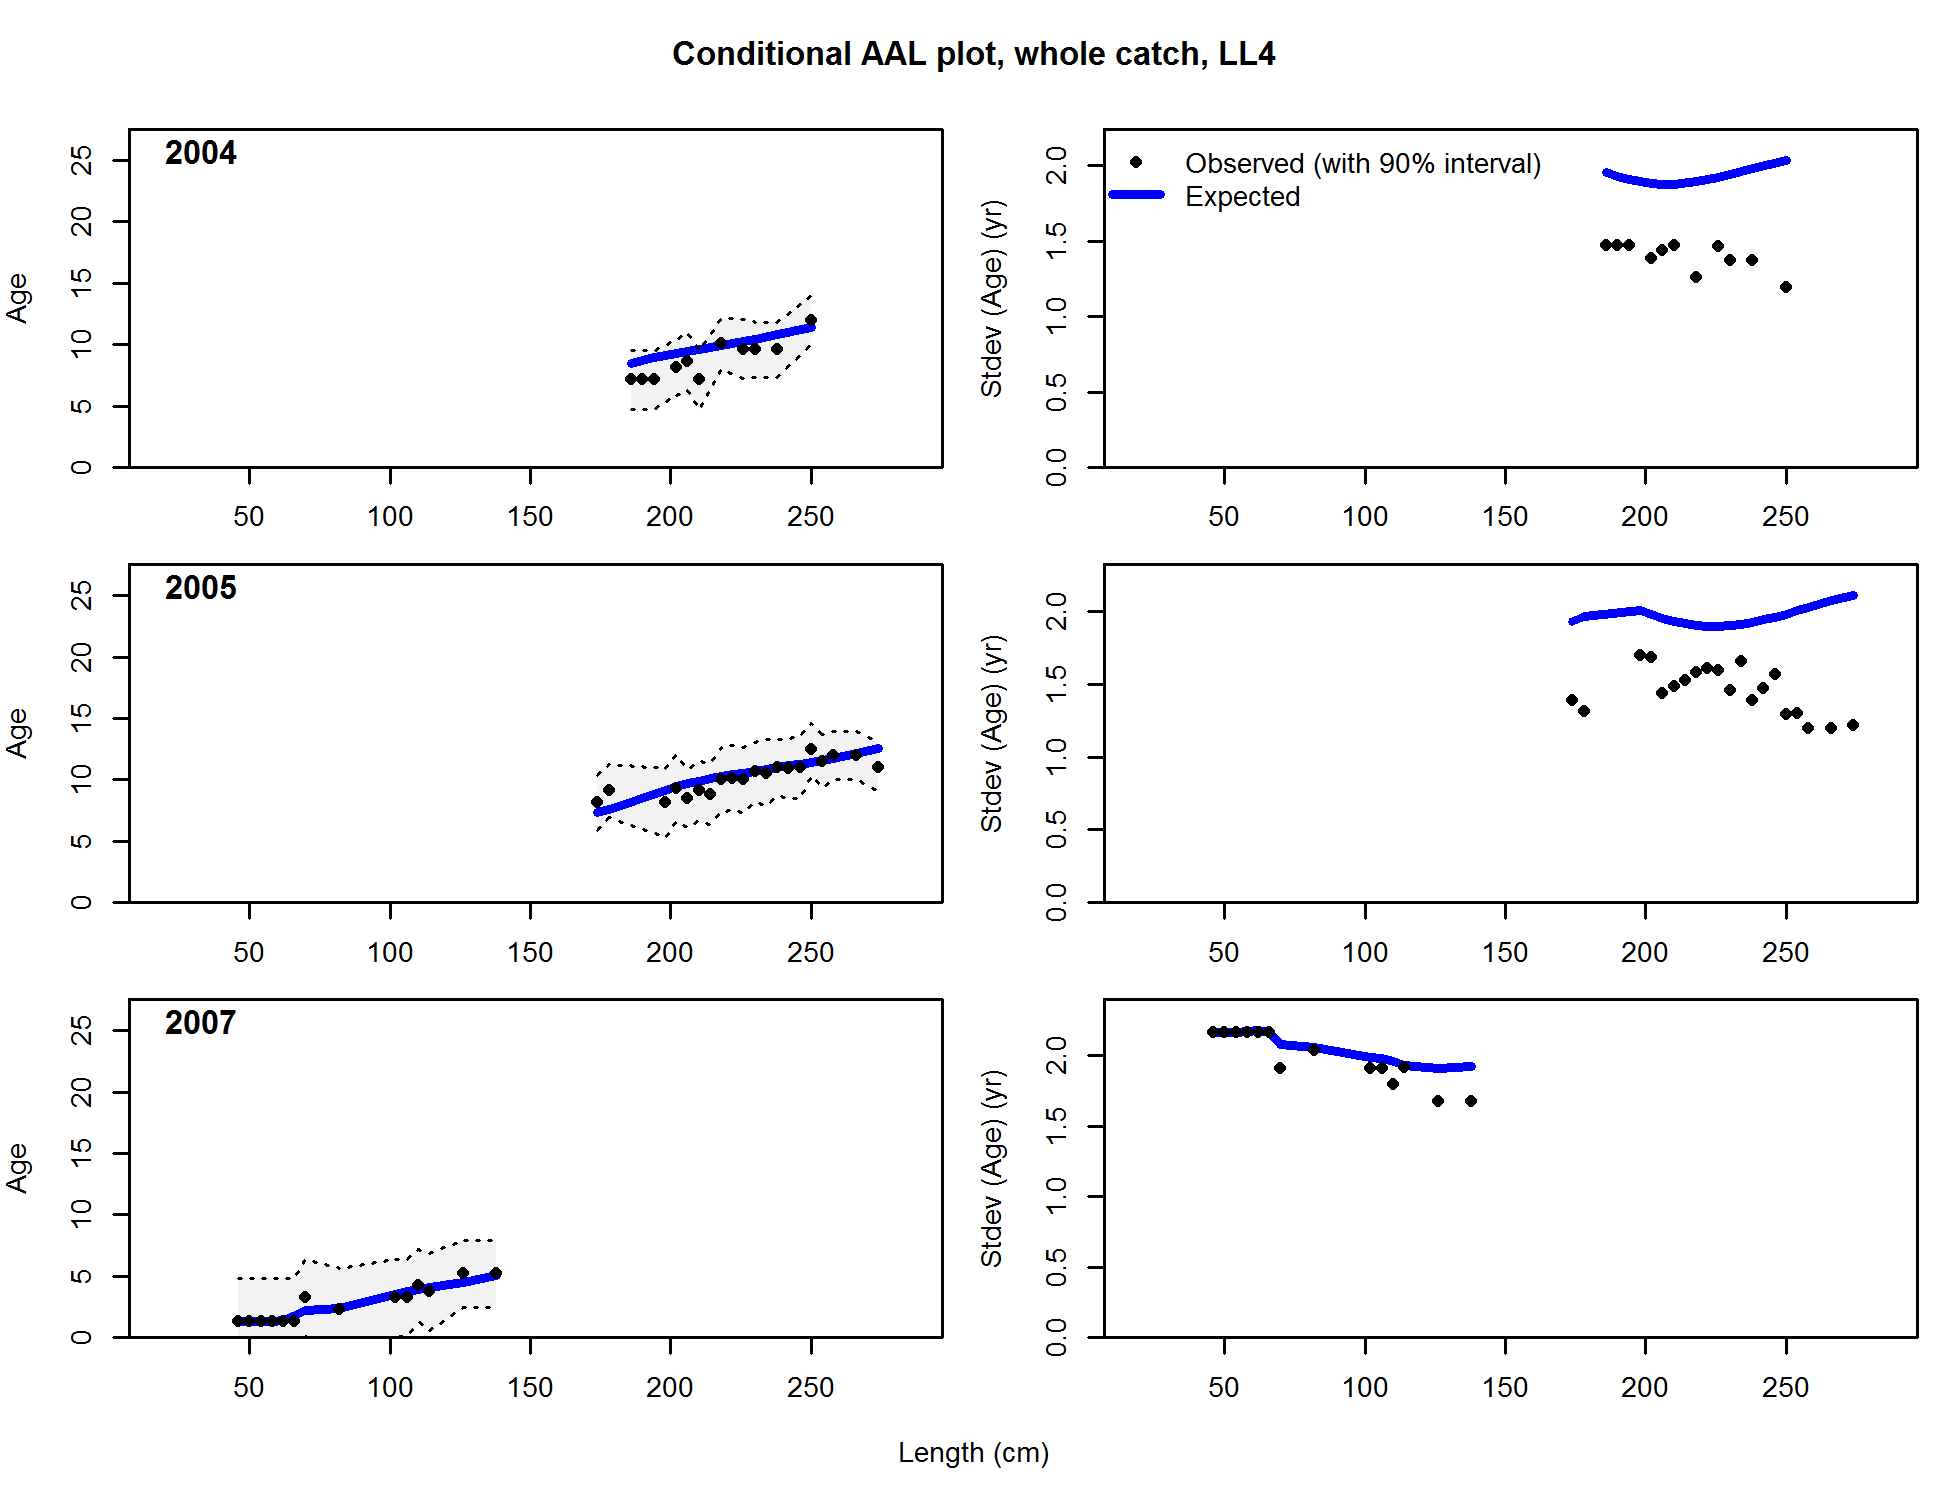 Conditional AAL plot, whole catch, LL4
2004
Age
0 5 10 15 20 25
50 100 150 200 250
Observed (with 90% interval)
Expected
Stdev (Age) (yr)
0.0 0.5 1.0 1.5 2.0
50 100 150 200 250
2005
Age
0 5 10 15 20 25
50 100 150 200 250
Stdev (Age) (yr)
0.0 0.5 1.0 1.5 2.0
50 100 150 200 250
2007
Age
0 5 10 15 20 25
50 100 150 200 250
Stdev (Age) (yr)
0.0 0.5 1.0 1.5 2.0
50 100 150 200 250
Length (cm)